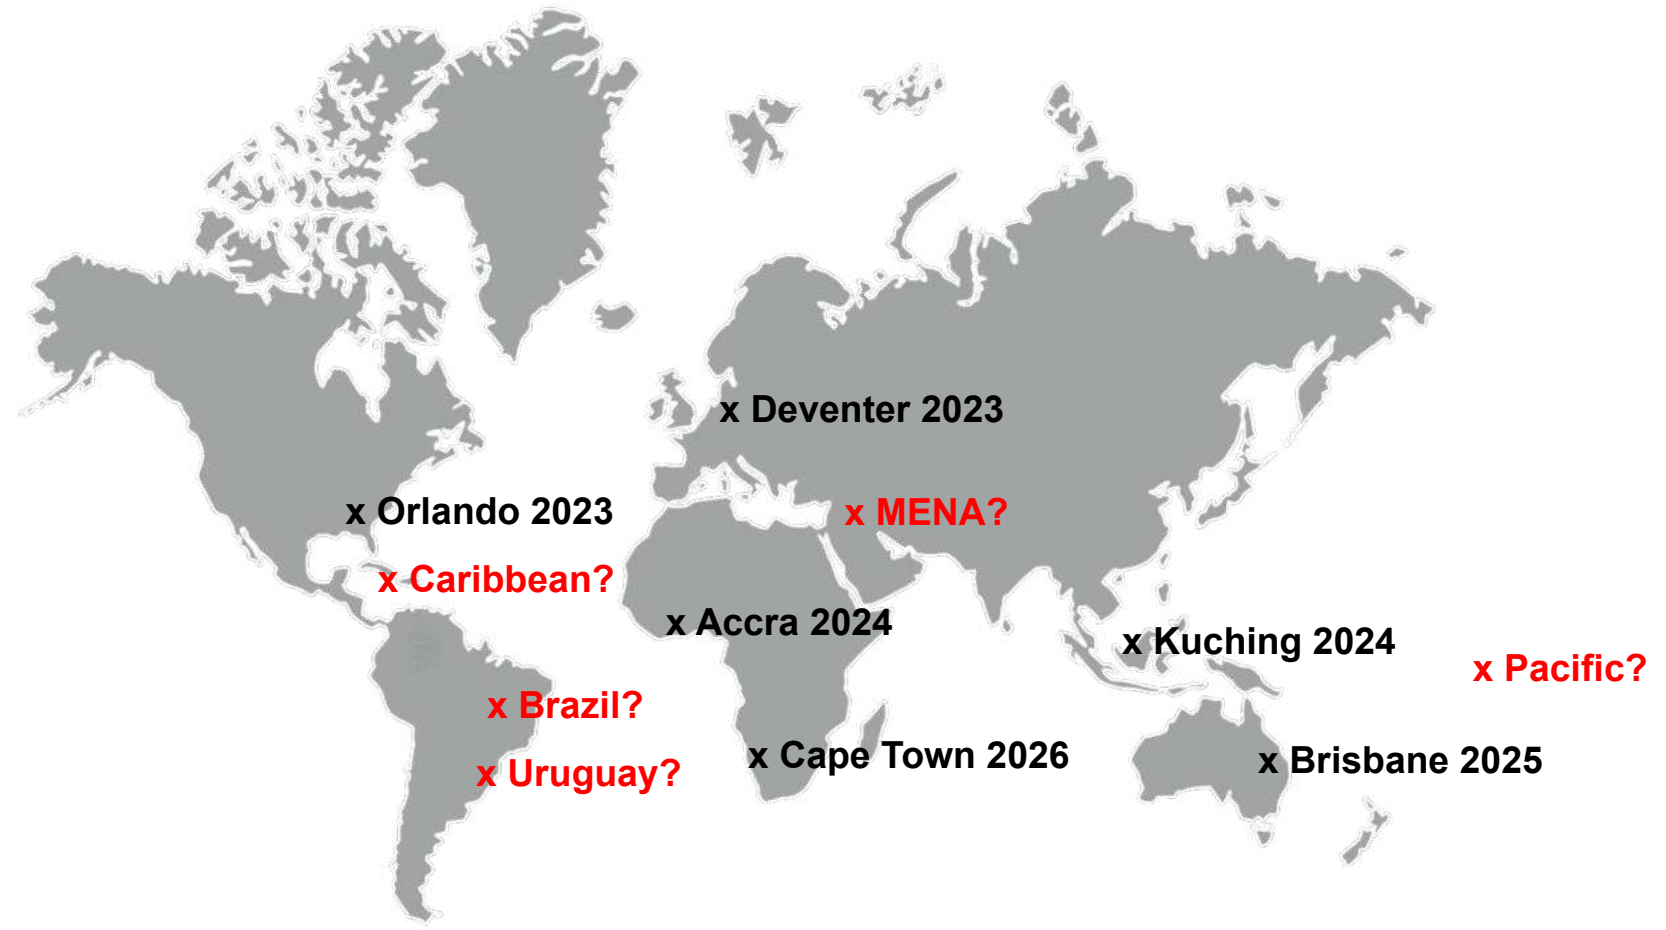 x Deventer 2023
x Orlando 2023
x MENA?
x Caribbean?
x Accra 2024
x Kuching 2024
x Pacific?
x Brazil?
x Cape Town 2026
x Brisbane 2025
x Uruguay?